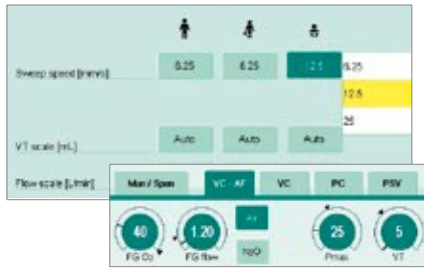 Sweep speed [mm/s] 6.25 6.25 12.5 6.25
12.5
25
VT scale [mL] Auto Auto Auto
Flow scale [L/min]
Man / Spon VC - AF VC PC PSV
40 1.20 Air 25 5
FG O₂ FG flow N₂O Pmax VT